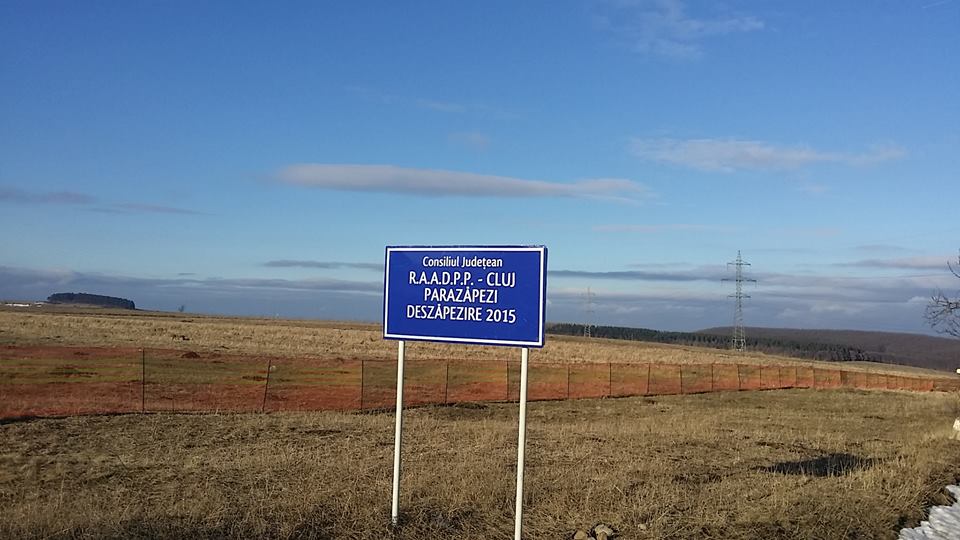 Consiliul Județean
R.A.A.D.P.P. - CLUJ
PARAZĂPEZI
DESZĂPEZIRE 2015